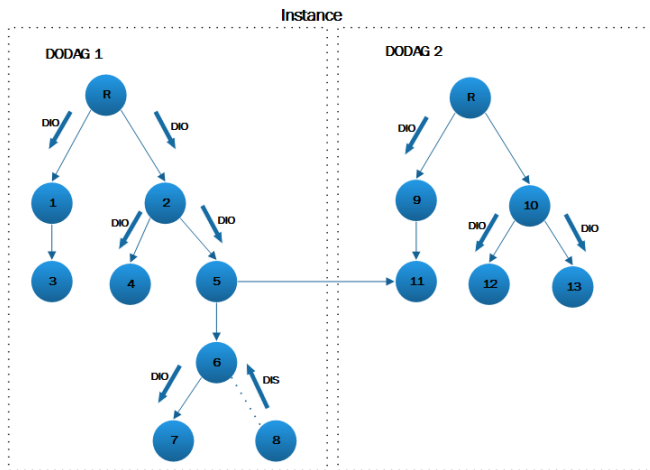 Instance
DODAG 1
DODAG 2
R
R
DIO
DIO
DIO
1
2
9
10
DIO
DIO
DIO
DIO
3
4
5
11
12
13
6
DIO
DIS
7
8